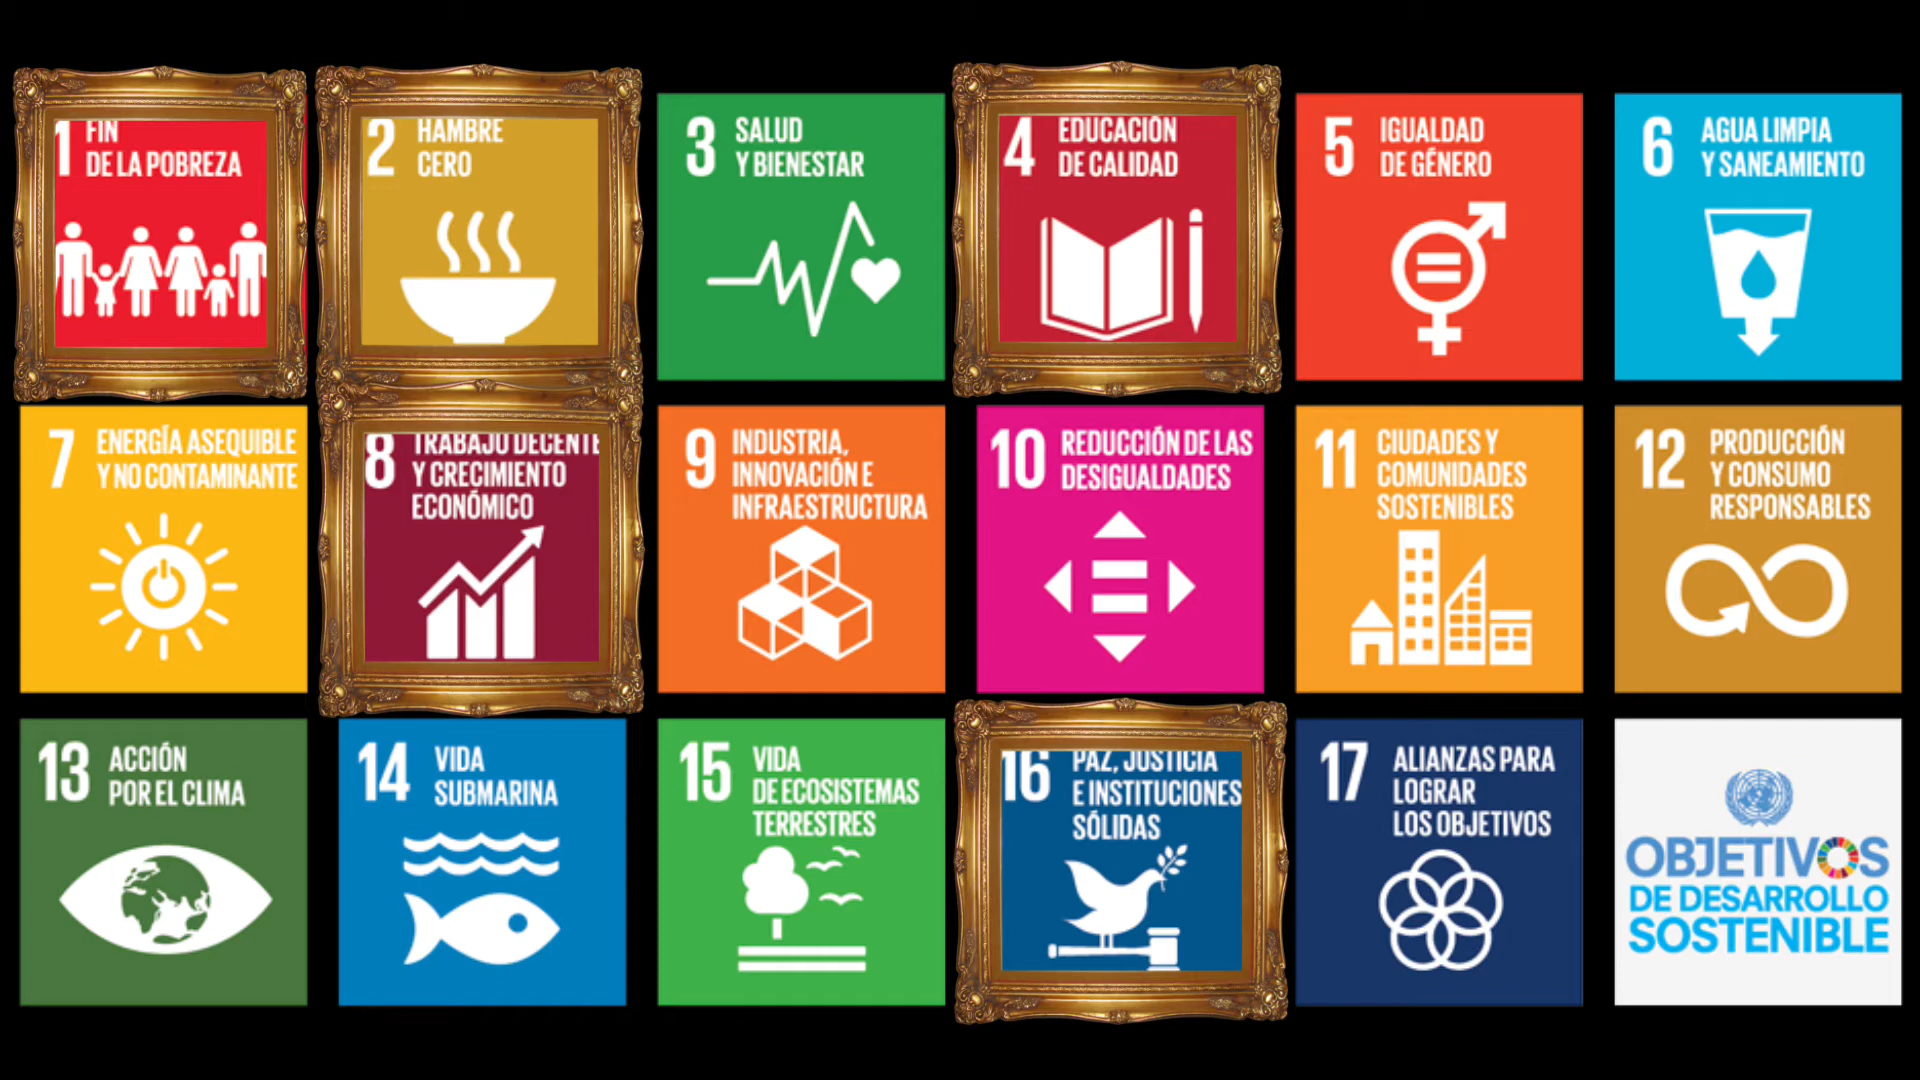 1 FIN
DE LA POBREZA
2 HAMBRE
CERO
3 SALUD
Y BIENESTAR
4 EDUCACIÓN
DE CALIDAD
5 IGUALDAD
DE GÉNERO
6 AGUA LIMPIA
Y SANEAMIENTO
7 ENERGÍA ASEQUIBLE
Y NO CONTAMINANTE
8 TRABAJO DECENTE
Y CRECIMIENTO
ECONÓMICO
9 INDUSTRIA,
INNOVACIÓN E
INFRAESTRUCTURA
10 REDUCCIÓN DE LAS
DESIGUALDADES
11 CIUDADES Y
COMUNIDADES
SOSTENIBLES
12 PRODUCCIÓN
Y CONSUMO
RESPONSABLES
13 ACCIÓN
POR EL CLIMA
14 VIDA
SUBMARINA
15 VIDA
DE ECOSISTEMAS
TERRESTRES
16 PAZ, JUSTICIA
E INSTITUCIONES
SÓLIDAS
17 ALIANZAS PARA
LOGRAR
LOS OBJETIVOS
OBJETIVOS
DE DESARROLLO
SOSTENIBLE